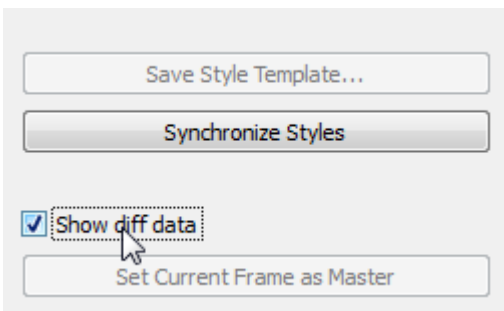 Save Style Template...
Synchronize Styles
Show diff data
Set Current Frame as Master